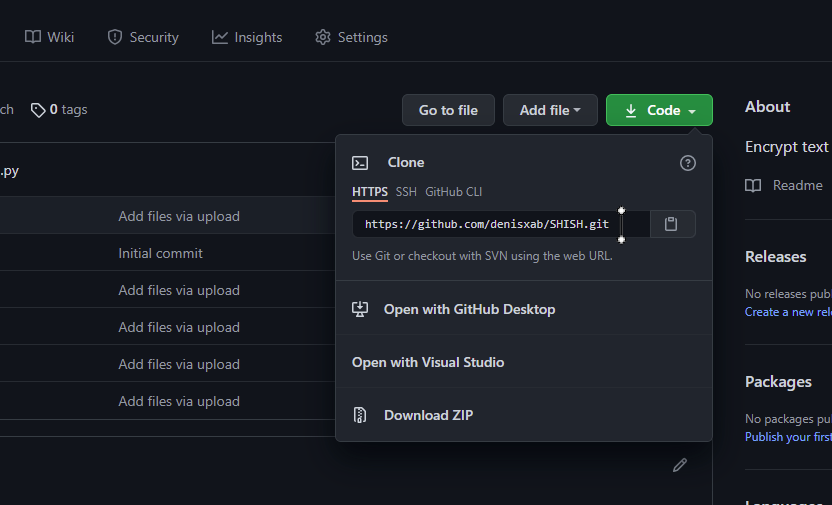 Wiki Security Insights Settings
ch 0 tags Go to file Add file Code
About
Encrypt text
Readme
.py
Add files via upload
Initial commit
Add files via upload
Add files via upload
Add files via upload
Add files via upload
Clone
HTTPS SSH GitHub CLI
https://github.com/denisxab/SHISH.git
Use Git or checkout with SVN using the web URL.
Open with GitHub Desktop
Open with Visual Studio
Download ZIP
Releases
No releases publ
Create a new rele
Packages
No packages pub
Publish your first
Languages